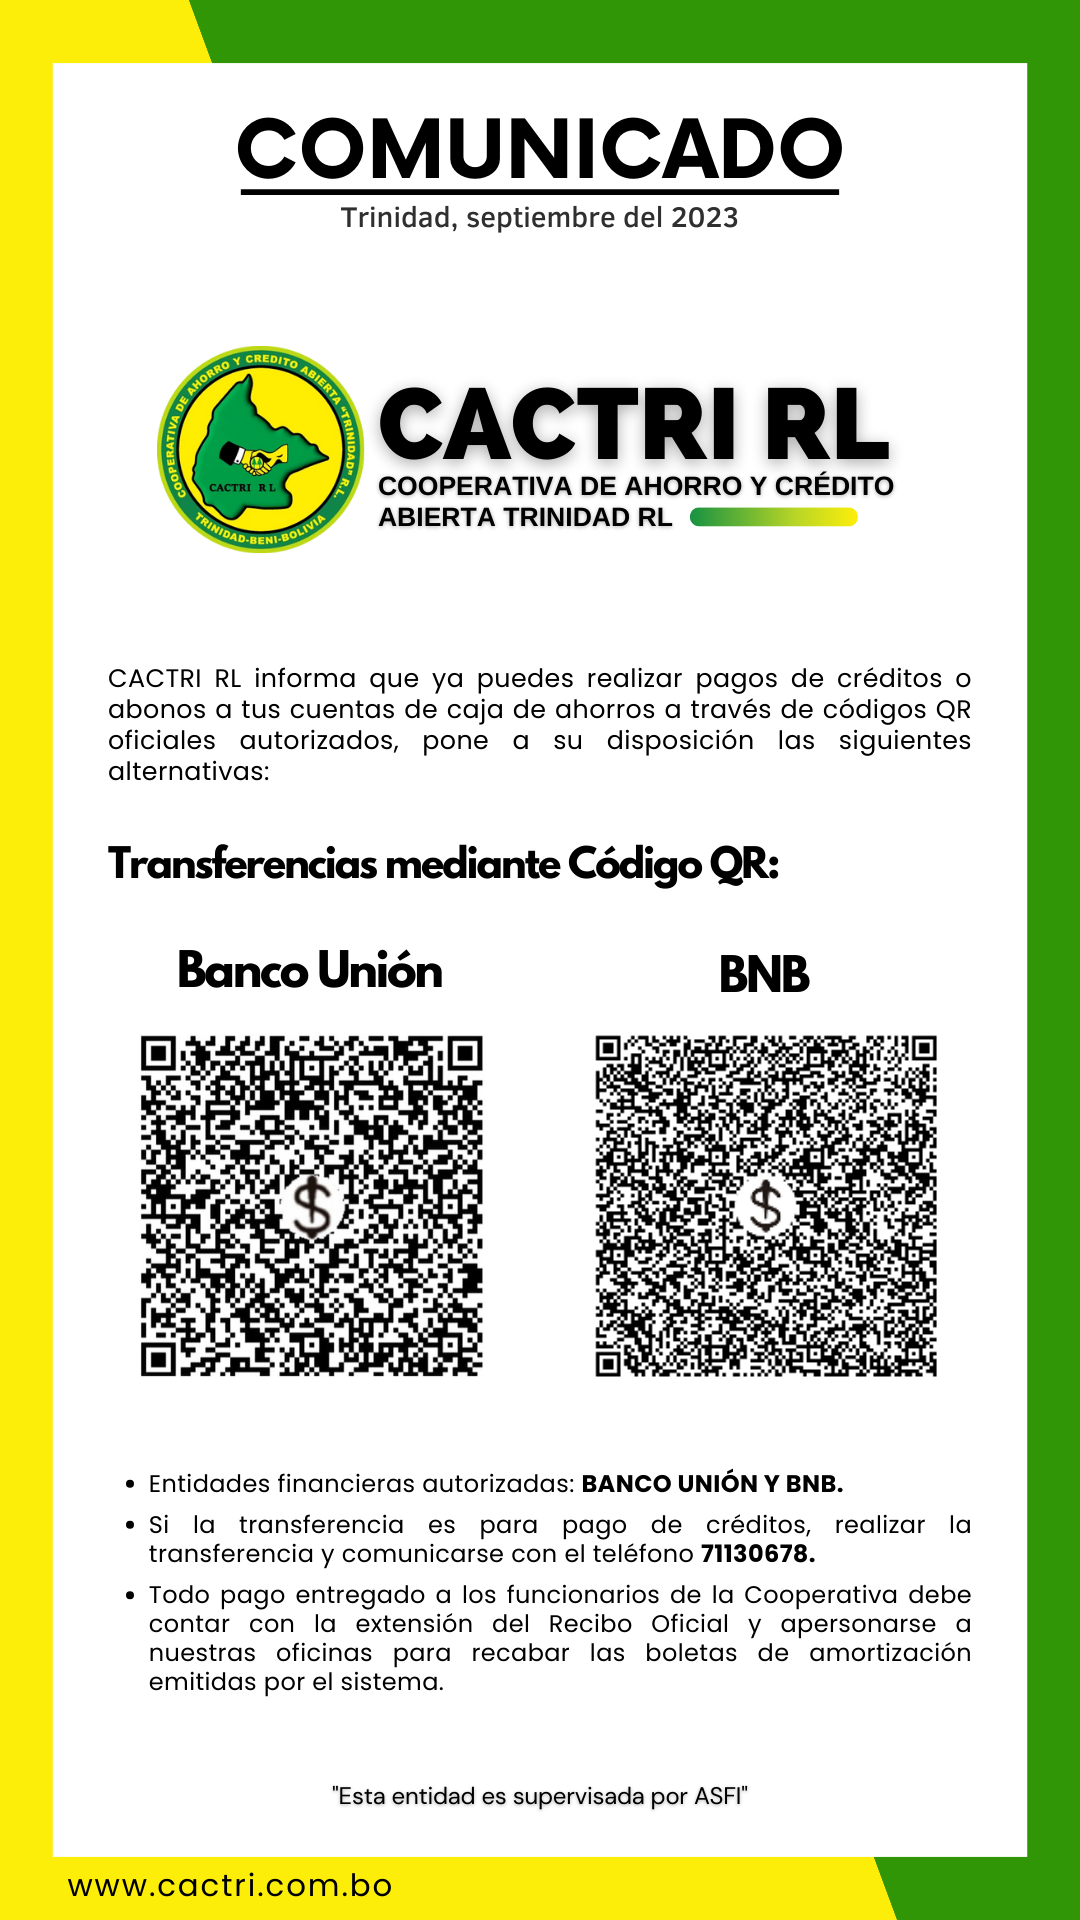 COMUNICADO
Trinidad, septiembre del 2023
COOPERATIVA DE AHORRO Y CREDITO ABIERTA "TRINIDAD" R.L.
CACTRI RL
TRINIDAD-BENI-BOLIVIA
CACTRI RL
COOPERATIVA DE AHORRO Y CRÉDITO
ABIERTA TRINIDAD RL
CACTRI RL informa que ya puedes realizar pagos de créditos o
abonos a tus cuentas de caja de ahorros a través de códigos QR
oficiales autorizados, pone a su disposición las siguientes
alternativas:
Transferencias mediante Código QR:
Banco Unión
BNB
$
$
• Entidades financieras autorizadas: BANCO UNIÓN Y BNB.
• Si la transferencia es para pago de créditos, realizar la
transferencia y comunicarse con el teléfono 71130678.
• Todo pago entregado a los funcionarios de la Cooperativa debe
contar con la extensión del Recibo Oficial y apersonarse a
nuestras oficinas para recabar las boletas de amortización
emitidas por el sistema.
"Esta entidad es supervisada por ASFI"
www.cactri.com.bo